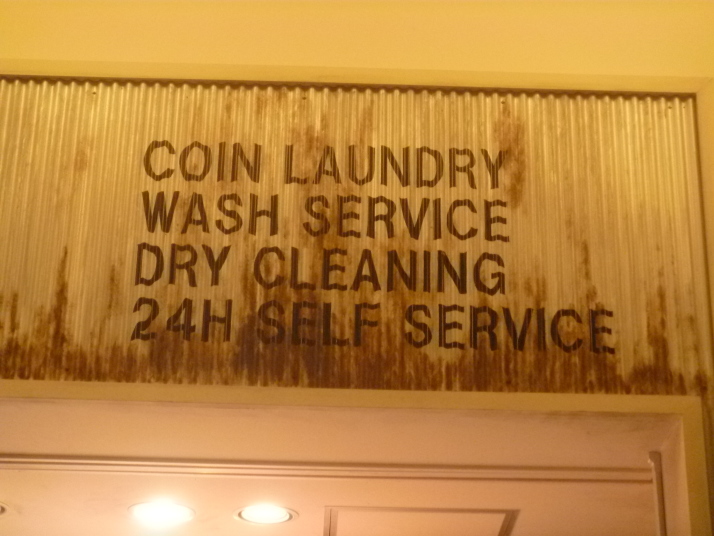 COIN LAUNDRY
WASH SERVICE
DRY CLEANING
24H SELF SERVICE